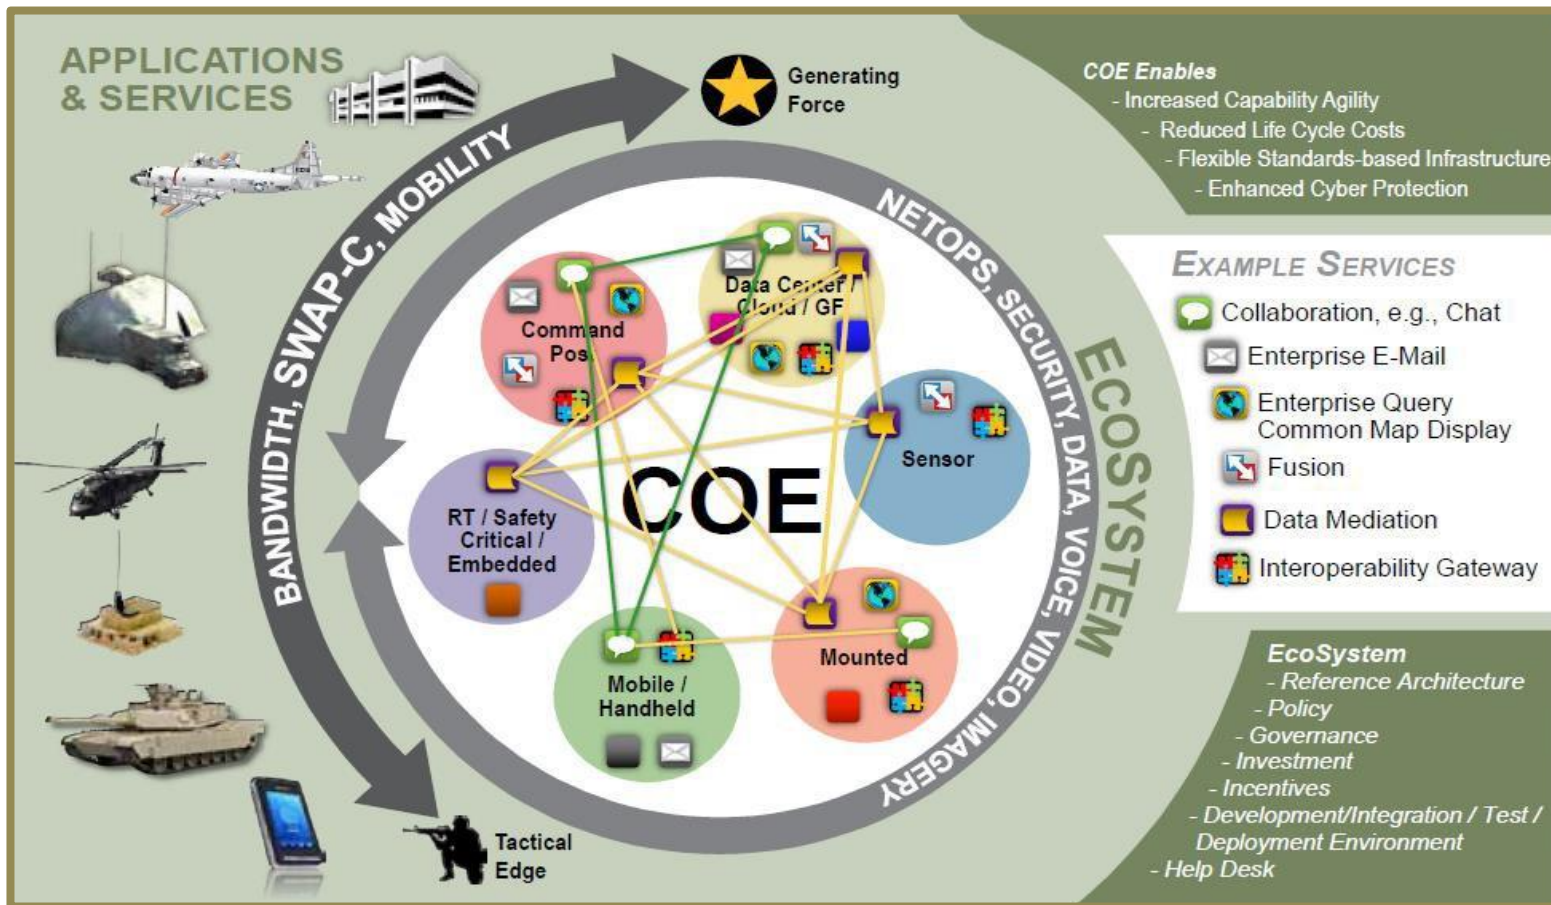 APPLICATIONS
& SERVICES
Generating
Force
BANDWIDTH, SWAP-C, MOBILITY
NETOPS, SECURITY, DATA, VOICE, VIDEO, IMAGERY
Command
Post
Data Center /
Cloud / GF
Sensor
COE
RT / Safety
Critical /
Embedded
Mobile /
Handheld
Mounted
Tactical
Edge
ECOSYSTEM
COE Enables
- Increased Capability Agility
- Reduced Life Cycle Costs
- Flexible Standards-based Infrastructure
- Enhanced Cyber Protection
EXAMPLE SERVICES
Collaboration, e.g., Chat
Enterprise E-Mail
Enterprise Query
Common Map Display
Fusion
Data Mediation
Interoperability Gateway
EcoSystem
- Reference Architecture
- Policy
- Governance
- Investment
- Incentives
- Development/Integration / Test /
Deployment Environment
- Help Desk